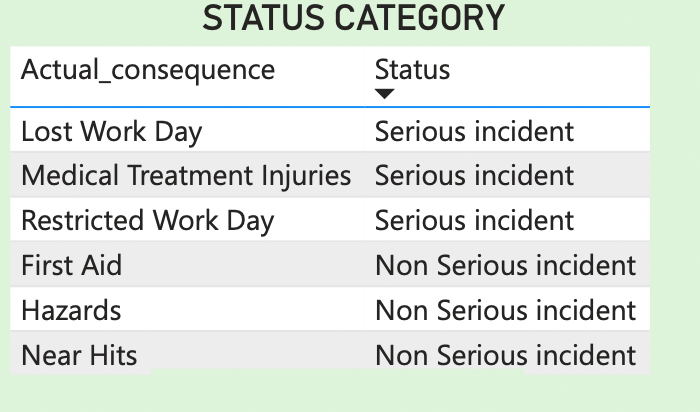 STATUS CATEGORY
Actual_consequence Status
Lost Work Day Serious incident
Medical Treatment Injuries Serious incident
Restricted Work Day Serious incident
First Aid Non Serious incident
Hazards Non Serious incident
Near Hits Non Serious incident